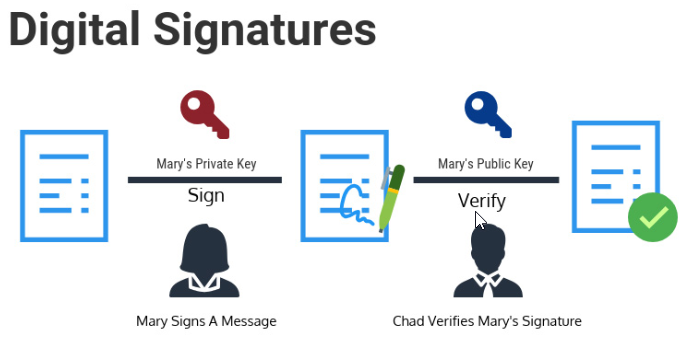 Digital Signatures
Mary's Private Key
Mary's Public Key
Sign
Verify
Mary Signs A Message
Chad Verifies Mary's Signature